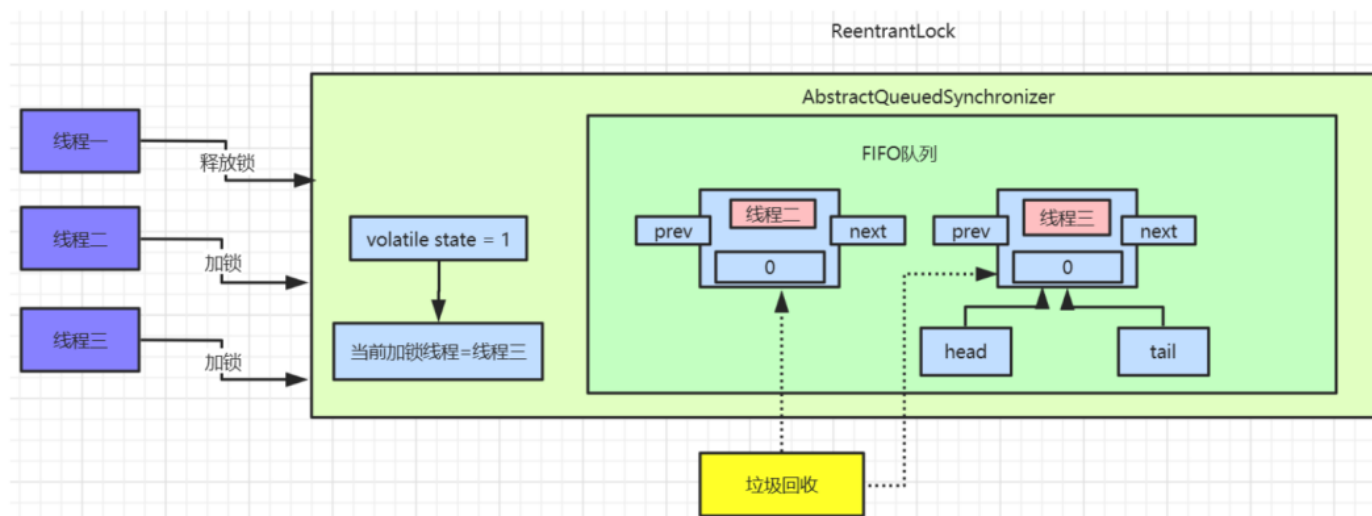 ReentrantLock
AbstractQueuedSynchronizer
线程一
释放锁
FIFO队列
线程二
加锁
线程三
加锁
volatile state = 1
当前加锁线程=线程三
prev
线程二
next
0
prev
线程三
next
0
head
tail
垃圾回收